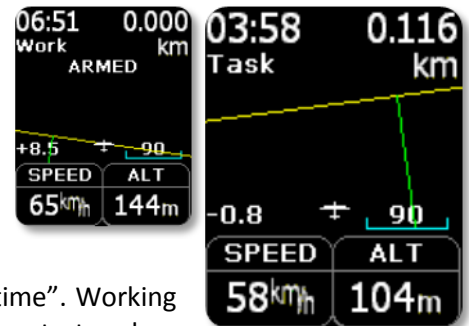 06:51 0.000
Work km
ARMED
+8.5 90
SPEED ALT
65km/h 144m
03:58 0.116
Task km
-0.8 90
SPEED ALT
58km/h 104m
time”. Working